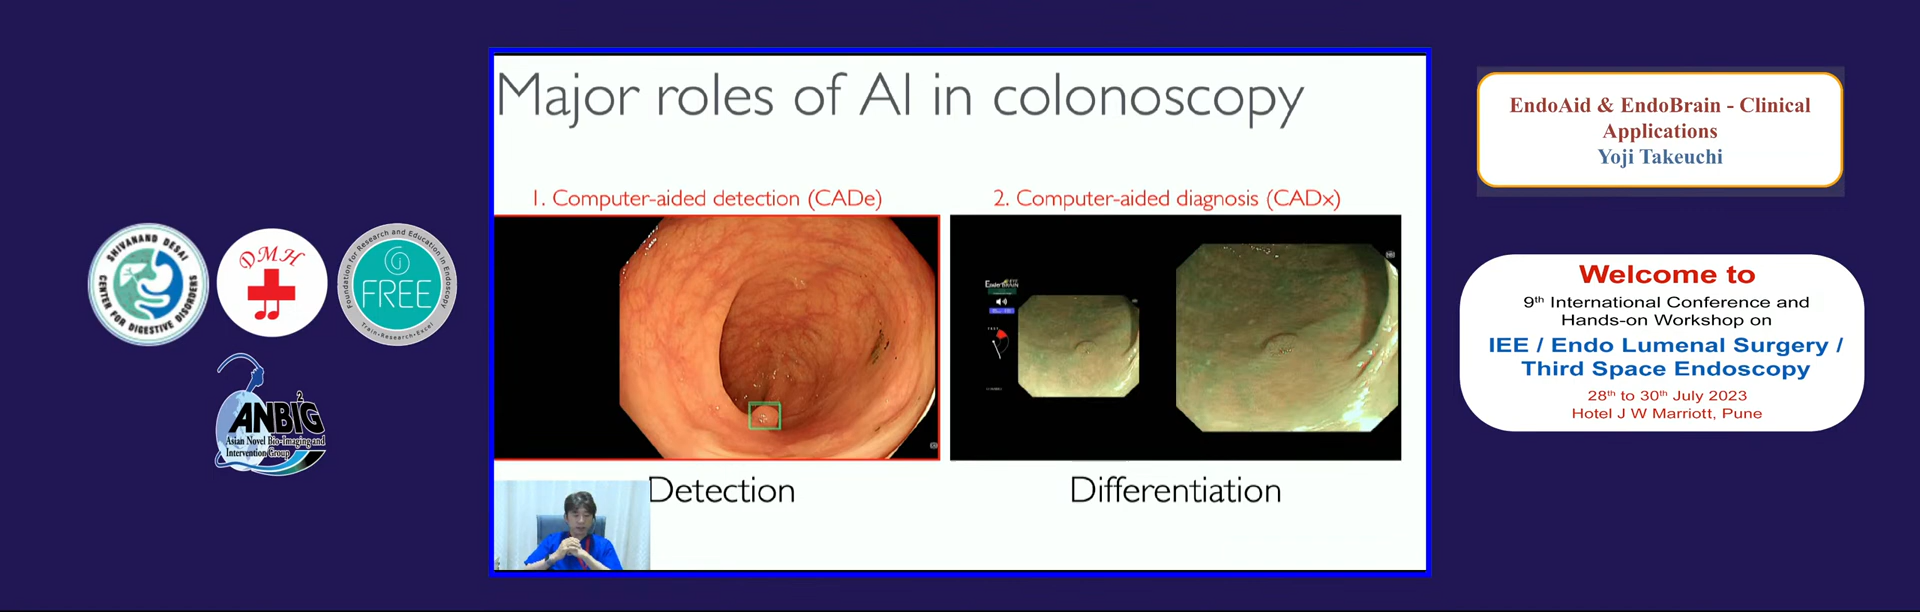 Major roles of AI in colonoscopy
1. Computer-aided detection (CADe)
2. Computer-aided diagnosis (CADx)
EndoBRAIN
Detection
Differentiation
SHIVANAND DESAI
CENTER FOR DIGESTIVE DISORDERS
DMH
Foundation for Research and Education in Endoscopy
FREE
Train•Research•Excel
ANBIG
2
Asian Novel Bio-Imaging and
Intervention Group
EndoAid & EndoBrain - Clinical
Applications
Yoji Takeuchi
Welcome to
9th International Conference and
Hands-on Workshop on
IEE / Endo Lumenal Surgery /
Third Space Endoscopy
28th to 30th July 2023
Hotel J W Marriott, Pune